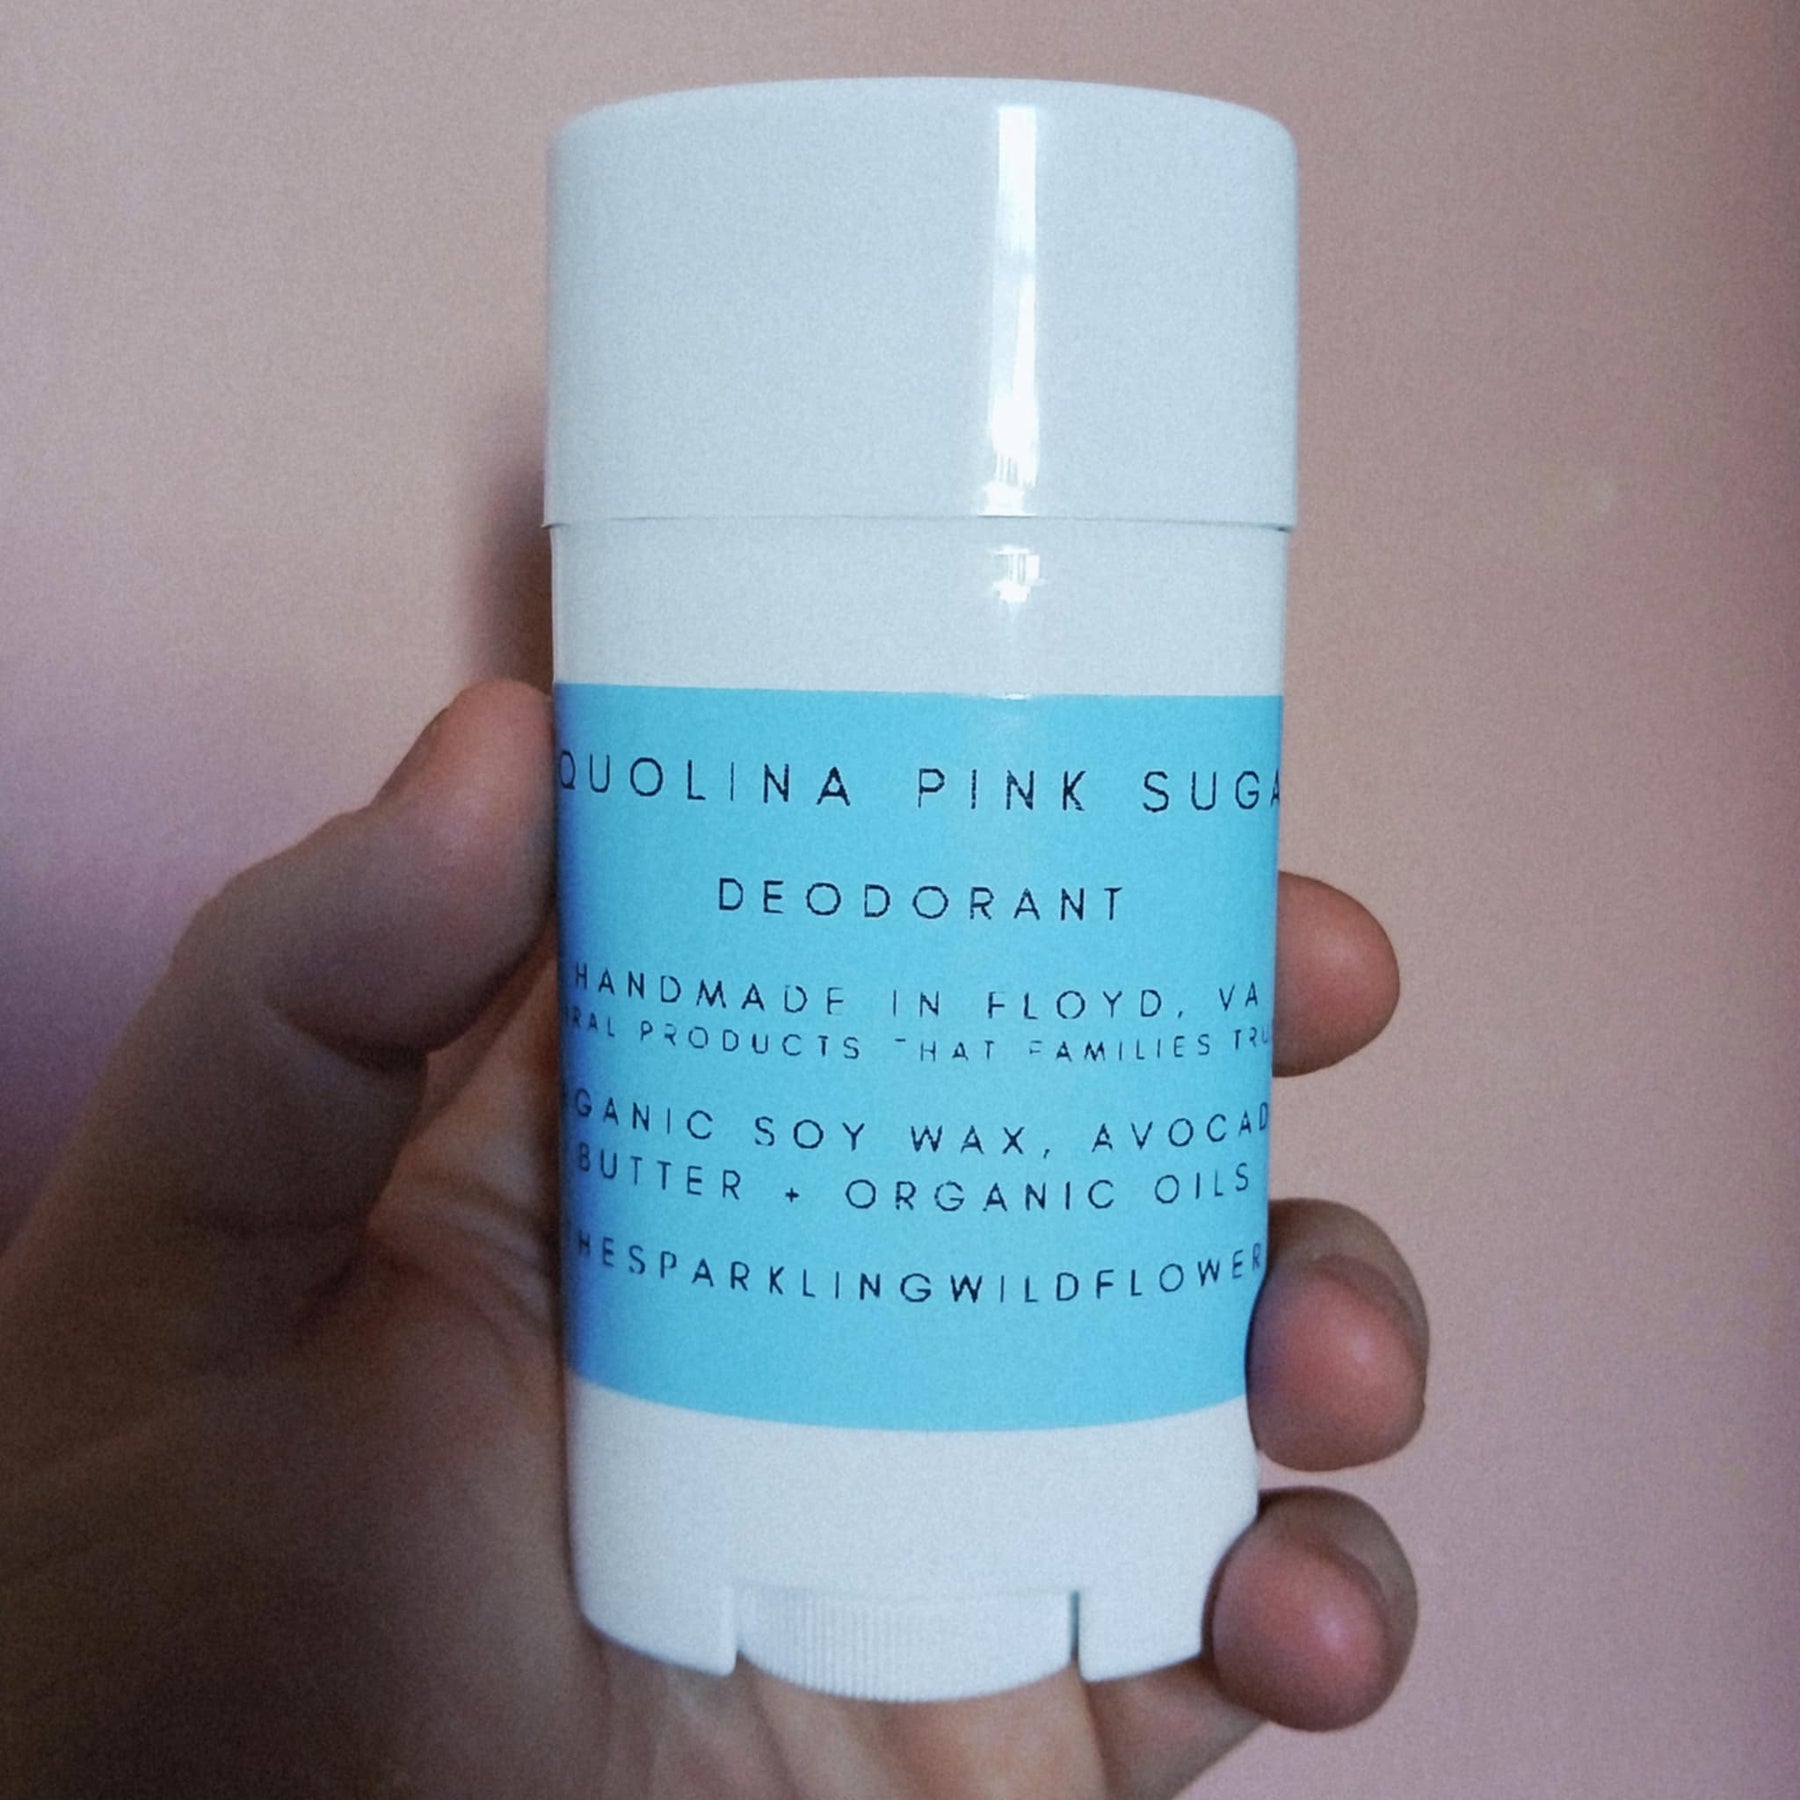 QUOLINA PINK SUGA
DEODORANT
HANDMADE IN FLOYD, VA
RAL PRODUCTS THAT FAMILIES TRU
GANIC SOY WAX, AVOCAD
BUTTER + ORGANIC OILS
HESPARKLINGWILDFLOWER